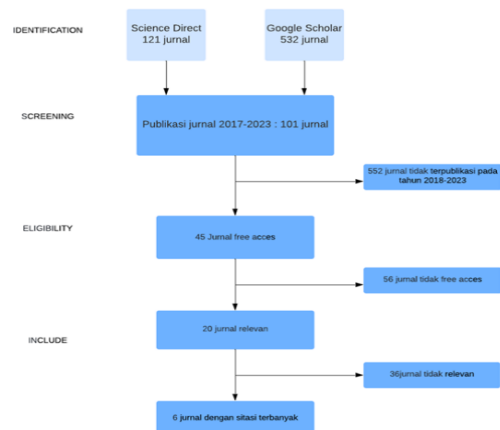 IDENTIFICATION
Science Direct
121 jurnal
Google Scholar
532 jurnal
SCREENING
Publikasi jurnal 2017-2023 : 101 jurnal
552 jurnal tidak terpublikasi pada
tahun 2018-2023
ELIGIBILITY
45 Jurnal free acces
56 jurnal tidak free acces
INCLUDE
20 jurnal relevan
36jurnal tidak relevan
6 jurnal dengan sitasi terbanyak